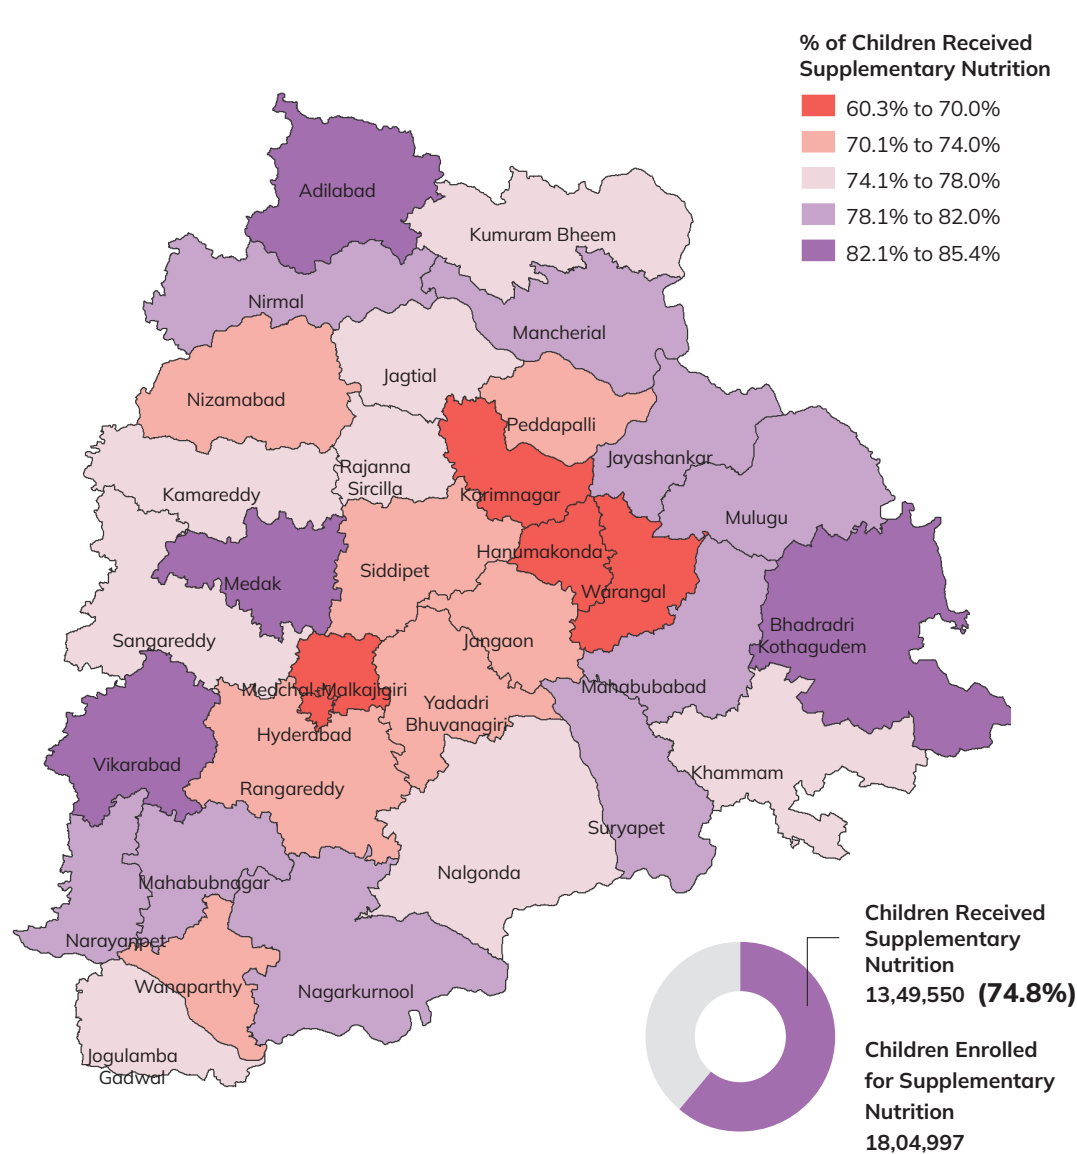 % of Children Received
Supplementary Nutrition
60.3% to 70.0%
70.1% to 74.0%
74.1% to 78.0%
78.1% to 82.0%
82.1% to 85.4%
Adilabad
Kumuram Bheem
Nirmal
Mancherial
Jagtial
Nizamabad
Peddapalli
Jayashankar
Rajanna
Sircilla
Kamareddy
Karimnagar
Mulugu
Hanumakonda
Siddipet
Medak
Warangal
Bhadradri
Kothagudem
Sangareddy
Jangaon
Medchal-Malkajgiri
Mahabubabad
Yadadri
Bhuvanagiri
Hyderabad
Vikarabad
Khammam
Rangareddy
Suryapet
Nalgonda
Mahabubnagar
Narayanpet
Wanaparthy
Nagarkurnool
Jogulamba
Gadwal
Children Received
Supplementary
Nutrition
13,49,550 (74.8%)
Children Enrolled
for Supplementary
Nutrition
18,04,997